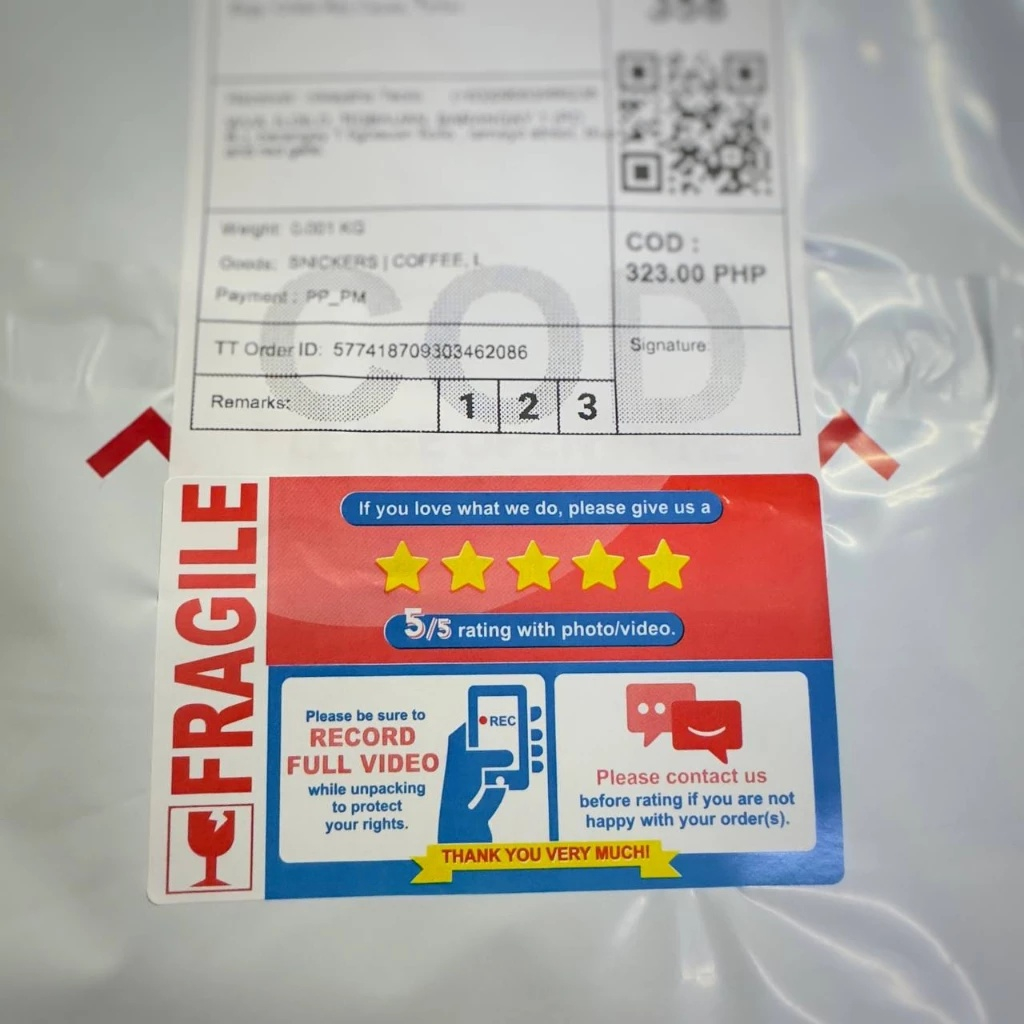 Weight: 0.001 KG
Goods: SNICKERS | COFFEE, L
Payment : PP_PM
COD :
323.00 PHP
TT Order ID: 577418709303462086
Signature:
Remarks:
1 2 3
COD
FRAGILE
If you love what we do, please give us a
5/5 rating with photo/video.
Please be sure to
RECORD
FULL VIDEO
while unpacking
to protect
your rights.
REC
Please contact us
before rating if you are not
happy with your order(s).
THANK YOU VERY MUCH!